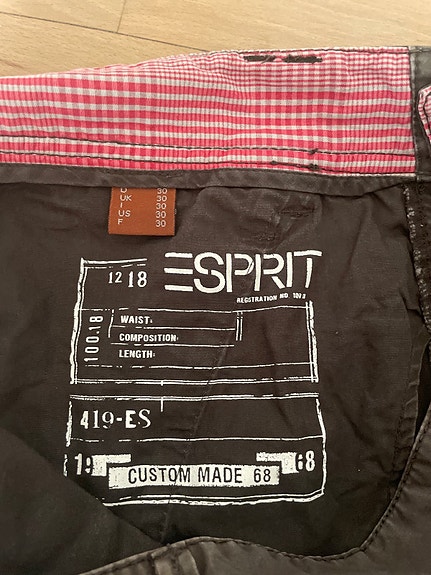 30
UK 30
I 30
US 30
F 30
12 18 ESPRIT
REGISTRATION NO.
100.18
WAIST:
COMPOSITION:
LENGTH:
419-ES
19 68
CUSTOM MADE 68